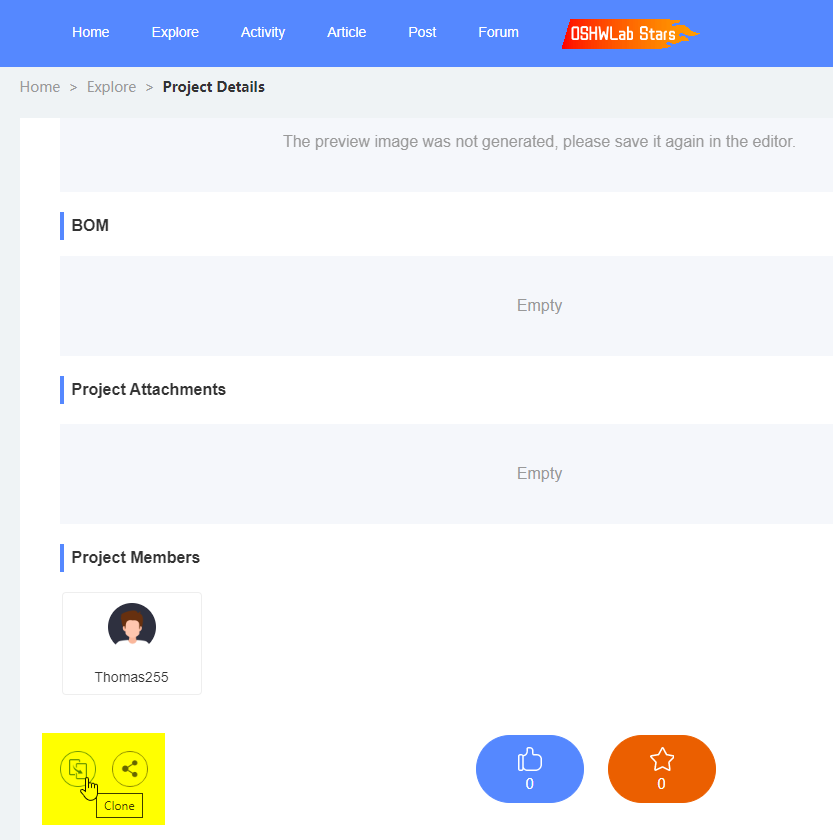 Home Explore Activity Article Post Forum OSHWLab Stars
Home > Explore > Project Details
The preview image was not generated, please save it again in the editor.
BOM
Empty
Project Attachments
Empty
Project Members
Thomas255
0 0
Clone